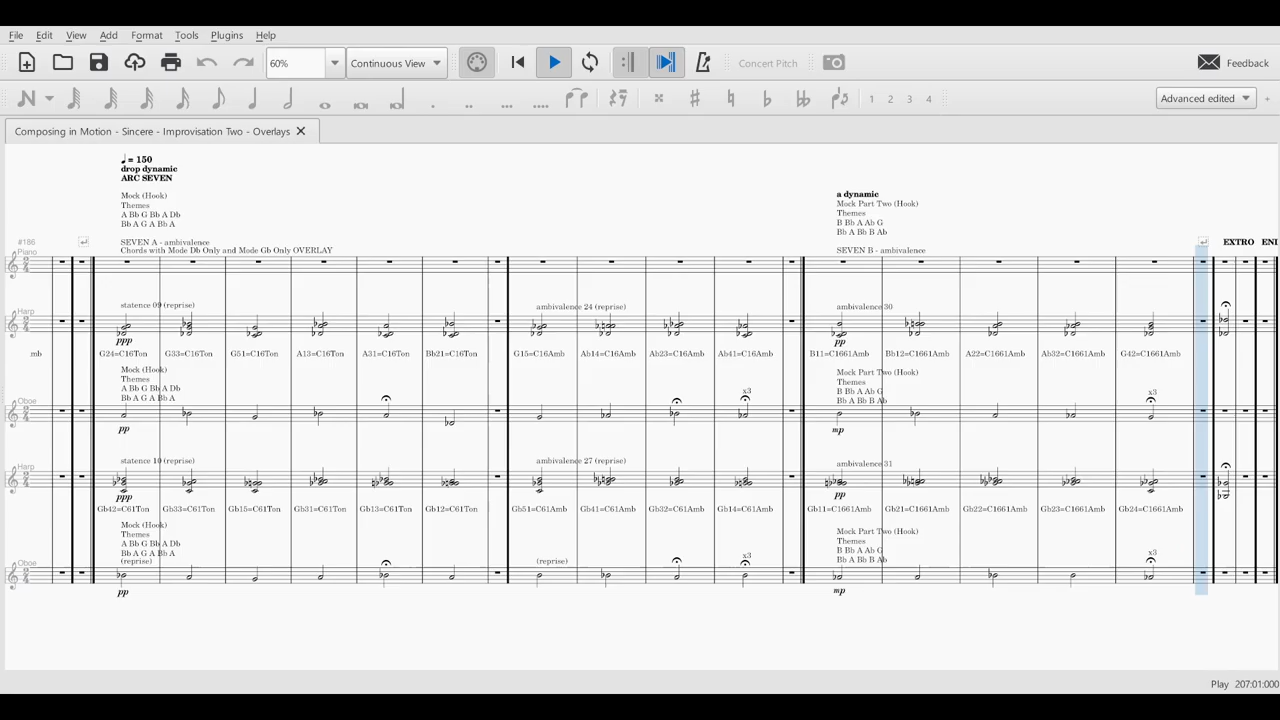 File Edit View Add Format Tools Plugins Help
60% Continuous View Concert Pitch Feedback
1 2 3 4 Advanced edited
Composing in Motion - Sincere - Improvisation Two - Overlays
= 150
drop dynamic
ARC SEVEN
Mock (Hook)
Themes
A Bb G Bb A Db
Bb A G A Bb A
SEVEN A - ambivalence
Chords with Mode Db Only and Mode Gb Only OVERLAY
a dynamic
Mock Part Two (Hook)
Themes
B Bb A Ab G
Bb A Bb B Ab
SEVEN B - ambivalence
EXTRO
#186
Piano
statence 09 (reprise) ambivalence 24 (reprise) ambivalence 30
Harp
ppp pp
mb G24=C16Ton G33=C16Ton G51=C16Ton A13=C16Ton A31=C16Ton Bb21=C16Ton G15=C16Amb Ab14=C16Amb Ab23=C16Amb Ab41=C16Amb B11=C1661Amb Bb12=C1661Amb A22=C1661Amb Ab32=C1661Amb G42=C1661Amb
Mock (Hook)
Themes
A Bb G Bb A Db
Bb A G A Bb A
Mock Part Two (Hook)
Themes
B Bb A Ab G
Bb A Bb B Ab
x3 x3
Oboe
pp mp
statence 10 (reprise) ambivalence 27 (reprise) ambivalence 31
Harp
ppp pp
Gb42=C61Ton Gb33=C61Ton Gb15=C61Ton Gb31=C61Ton Gb13=C61Ton Gb12=C61Ton Gb51=C61Amb Gb41=C61Amb Gb32=C61Amb Gb14=C61Amb Gb11=C1661Amb Gb21=C1661Amb Gb22=C1661Amb Gb23=C1661Amb Gb24=C1661Amb
Mock (Hook)
Themes
A Bb G Bb A Db
Bb A G A Bb A
(reprise) (reprise)
Mock Part Two (Hook)
Themes
B Bb A Ab G
Bb A Bb B Ab
x3 x3
Oboe
pp mp
Play 207:01:000